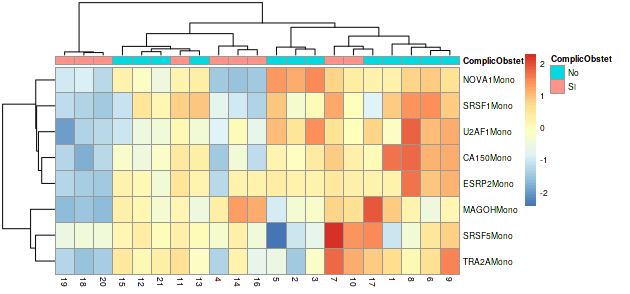 ComplicObstet
NOVA1Mono
SRSF1Mono
U2AF1Mono
CA150Mono
ESRP2Mono
MAGOHMono
SRSF5Mono
TRA2AMono
19 18 20 15 12 21 11 13 4 14 16 5 2 3 7 10 17 1 8 6 9
2
1
0
-1
-2
ComplicObstet
No
SI